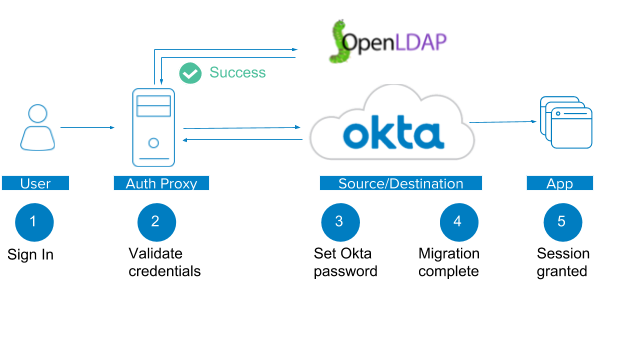 OpenLDAP
Success
okta
User
Auth Proxy
Source/Destination
App
1
2
3
4
5
Sign In
Validate
credentials
Set Okta
password
Migration
complete
Session
granted